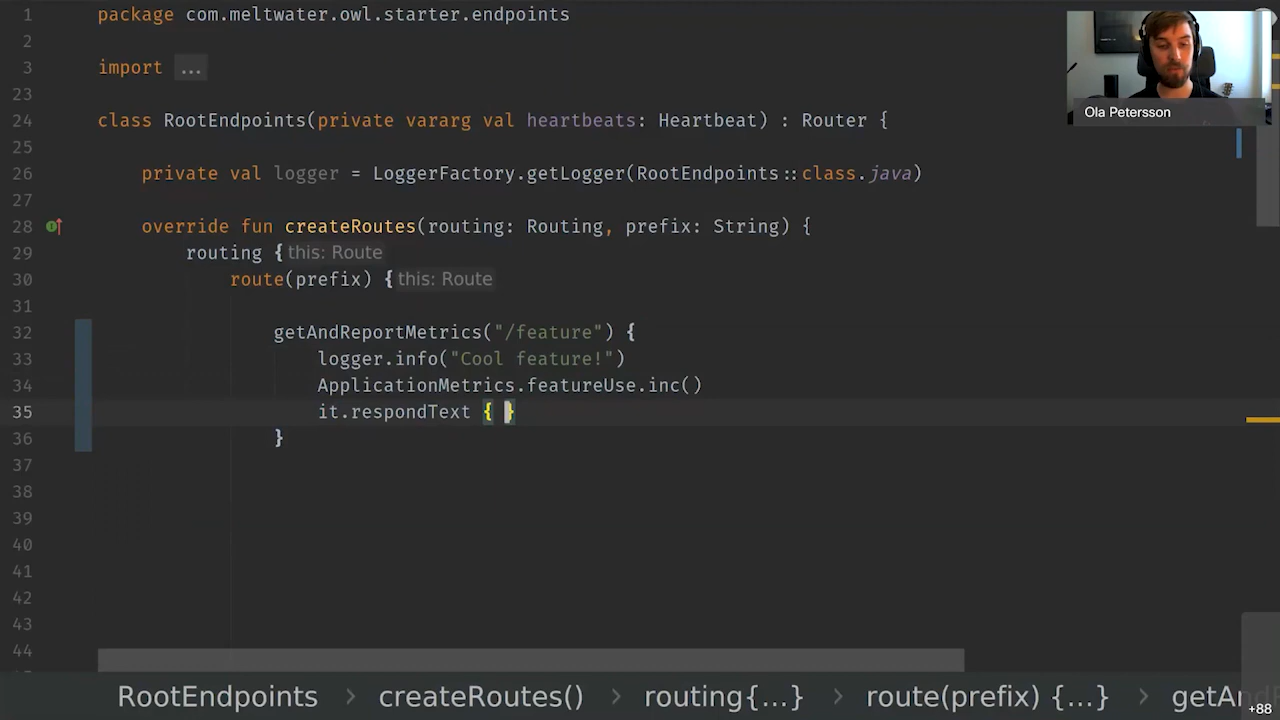 1 package com.meltwater.owl.starter.endpoints
2
3 import ...
23
24 class RootEndpoints(private vararg val heartbeats: Heartbeat) : Router {
25
26 private val logger = LoggerFactory.getLogger(RootEndpoints::class.java)
27
28 override fun createRoutes(routing: Routing, prefix: String) {
29 routing { this: Route
30 route(prefix) { this: Route
31
32 getAndReportMetrics("/feature") {
33 logger.info("Cool feature!")
34 ApplicationMetrics.featureUse.inc()
35 it.respondText { }
36 }
37
38
39
40
41
42
43
44
Ola Petersson
RootEndpoints › createRoutes() › routing{...} › route(prefix) {...} ›
+88